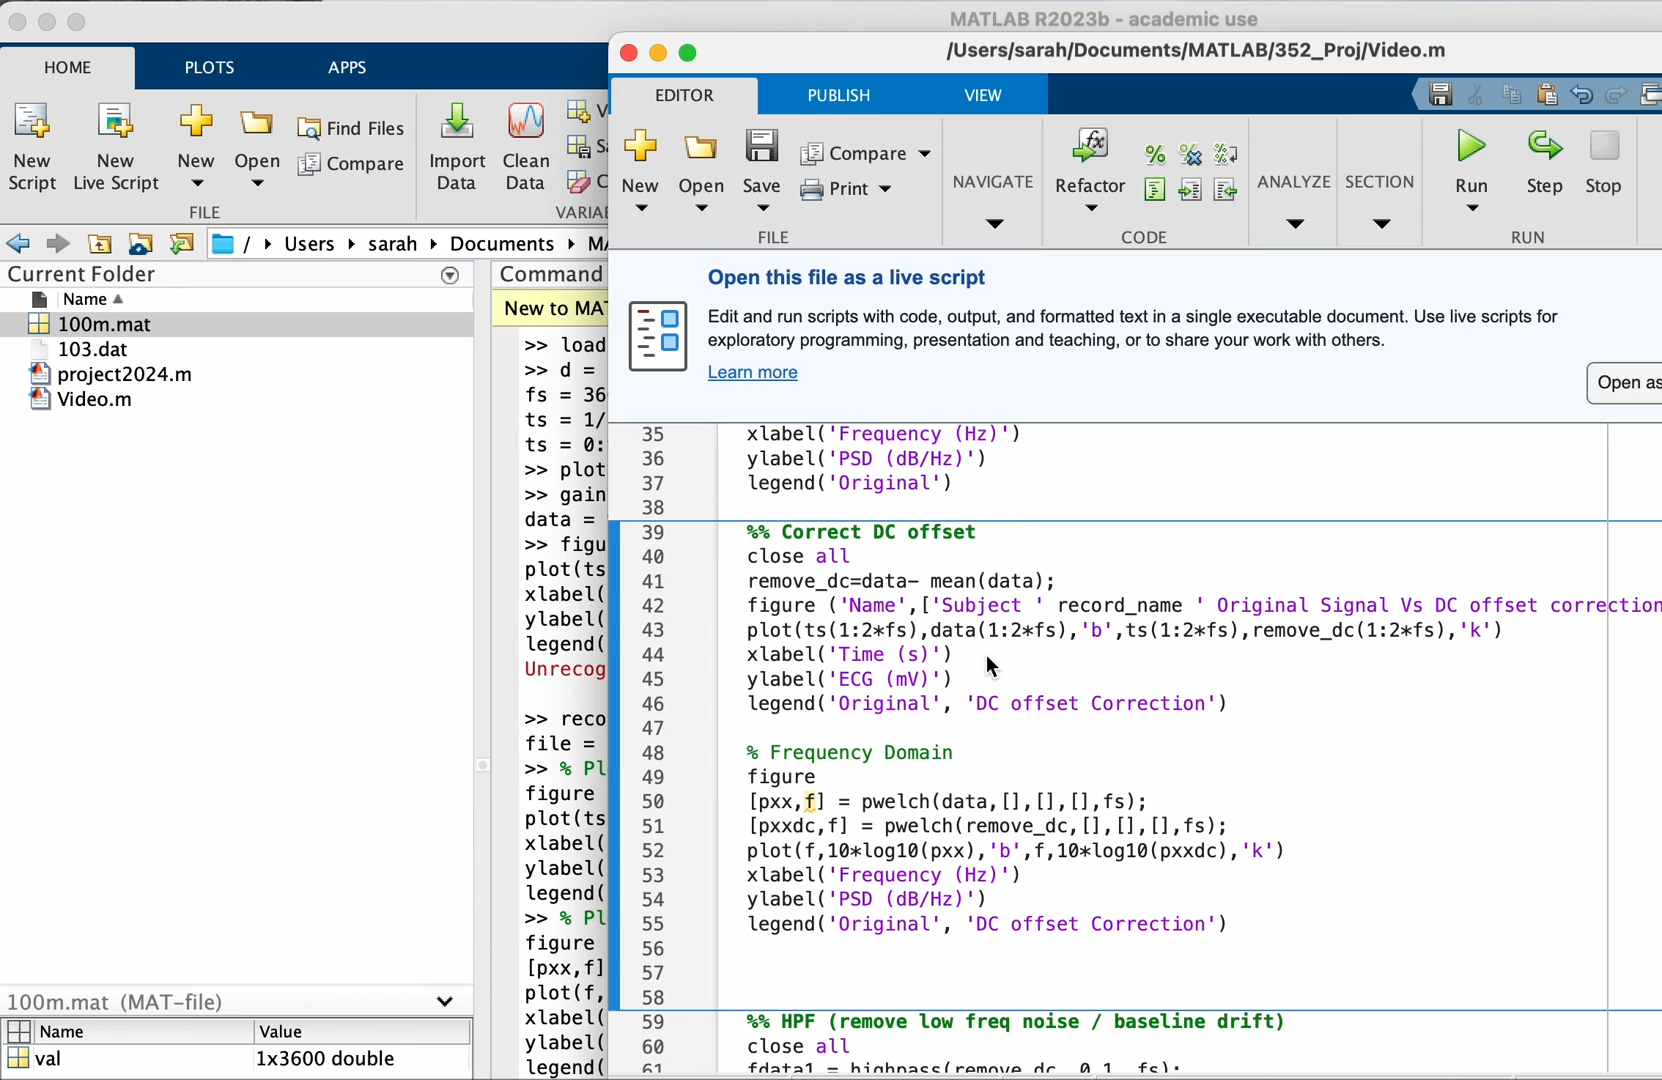 MATLAB R2023b - academic use
HOME
PLOTS
APPS
New Script
New Live Script
New
Open
Find Files
Compare
Import Data
Clean Data
FILE
/ Users sarah Documents
Current Folder
Name
100m.mat
103.dat
project2024.m
Video.m
100m.mat (MAT-file)
Name Value
val 1x3600 double
Command
New to MAT
>> load
>> d =
fs = 36
ts = 1/
ts = 0:
>> plot
>> gain
data =
>> figu
plot(ts
xlabel(
ylabel(
legend(
Unrecog
>> reco
file =
>> % Pl
figure
plot(ts
xlabel(
ylabel(
legend(
>> % Pl
figure
[pxx,f]
plot(f,
xlabel(
ylabel(
legend(
/Users/sarah/Documents/MATLAB/352_Proj/Video.m
EDITOR
PUBLISH
VIEW
New
Open
Save
Compare
Print
FILE
NAVIGATE
Refactor
CODE
ANALYZE
SECTION
Run
Step
Stop
RUN
Open this file as a live script
Edit and run scripts with code, output, and formatted text in a single executable document. Use live scripts for
exploratory programming, presentation and teaching, or to share your work with others.
Learn more
Open as
35 xlabel('Frequency (Hz)')
36 ylabel('PSD (dB/Hz)')
37 legend('Original')
38
39 %% Correct DC offset
40 close all
41 remove_dc=data- mean(data);
42 figure ('Name',['Subject ' record_name ' Original Signal Vs DC offset correction
43 plot(ts(1:2*fs),data(1:2*fs),'b',ts(1:2*fs),remove_dc(1:2*fs),'k')
44 xlabel('Time (s)')
45 ylabel('ECG (mV)')
46 legend('Original', 'DC offset Correction')
47
48 % Frequency Domain
49 figure
50 [pxx,f] = pwelch(data,[],[],[],fs);
51 [pxxdc,f] = pwelch(remove_dc,[],[],[],fs);
52 plot(f,10*log10(pxx),'b',f,10*log10(pxxdc),'k')
53 xlabel('Frequency (Hz)')
54 ylabel('PSD (dB/Hz)')
55 legend('Original', 'DC offset Correction')
56
57
58
59 %% HPF (remove low freq noise / baseline drift)
60 close all
61 fdata1 = highpass(remove_dc, 0.1, fs);